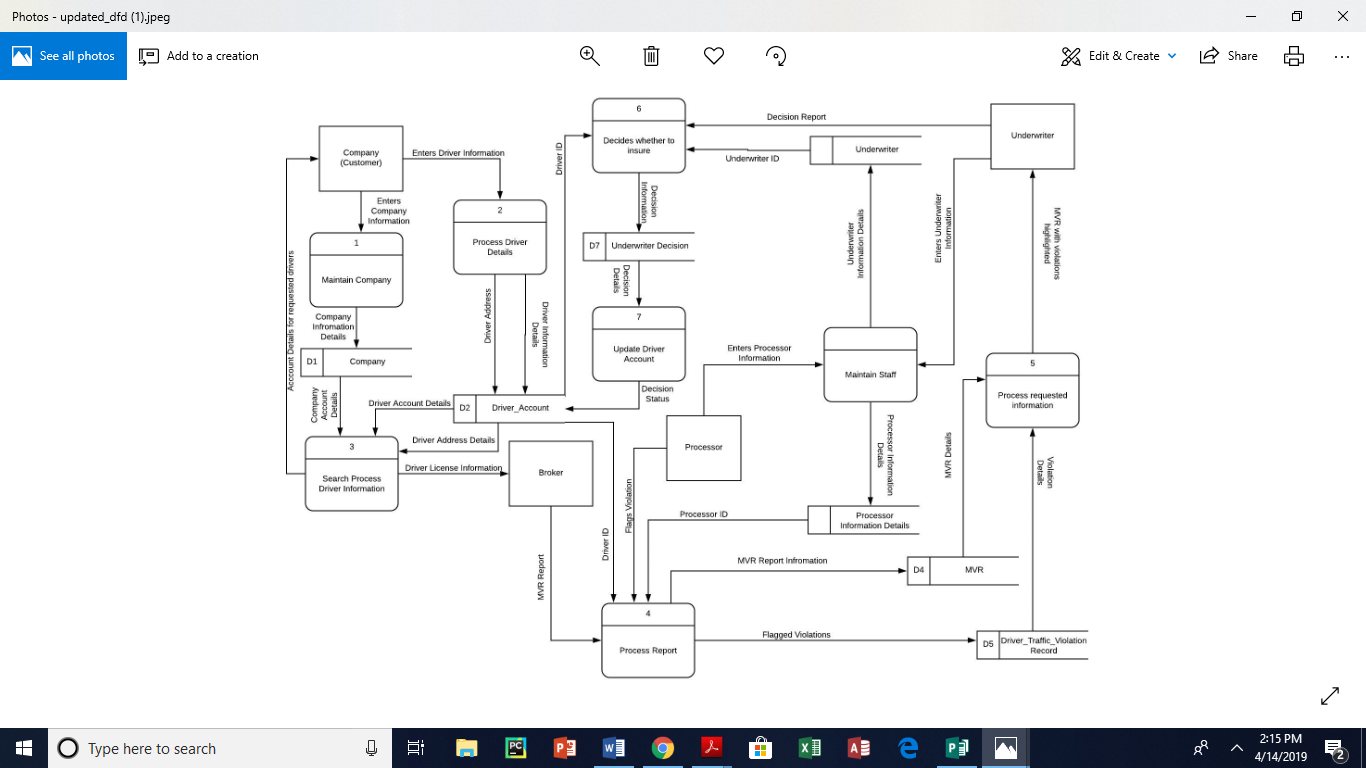 Photos - updated_dfd (1).jpeg
See all photos
Add to a creation
Edit & Create
Share
Company
(Customer)
Enters Driver Information
Enters
Company
Information
1
Maintain Company
Company
Infromation
Details
D1
Company
Company
Account
Details
Acccount Details for requested drivers
2
Process Driver
Details
Driver Address
Driver Information
Details
Driver ID
6
Decides whether to
insure
Decision Report
Underwriter
Underwriter ID
Underwriter
Decision
Information
D7
Underwriter Decision
Decision
Details
7
Update Driver
Account
Decision
Status
Underwriter
Information Details
Enters Underwriter
Information
MVR with violations
highlighted
Enters Processor
Information
Maintain Staff
5
Process requested
information
Driver Account Details
D2
Driver_Account
Driver Address Details
3
Search Process
Driver Information
Driver License Information
Broker
Processor
Processor Information
Details
MVR Details
Violation
Details
Flags Violation
Driver ID
Processor ID
Processor
Information Details
MVR Report
MVR Report Infromation
D4
MVR
4
Process Report
Flagged Violations
D5
Driver_Traffic_Violation
Record
Type here to search
PC
2:15 PM
4/14/2019
2